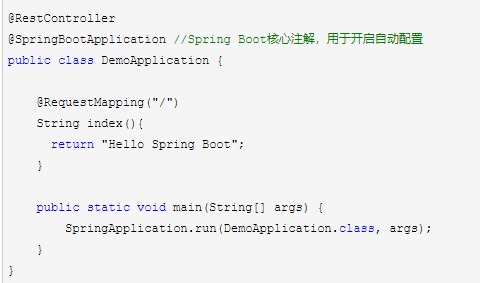 @RestController
@SpringBootApplication //Spring Boot核心注解，用于开启自动配置
public class DemoApplication {
@RequestMapping("/")
String index(){
return "Hello Spring Boot";
}
public static void main(String[] args) {
SpringApplication.run(DemoApplication.class, args);
}
}